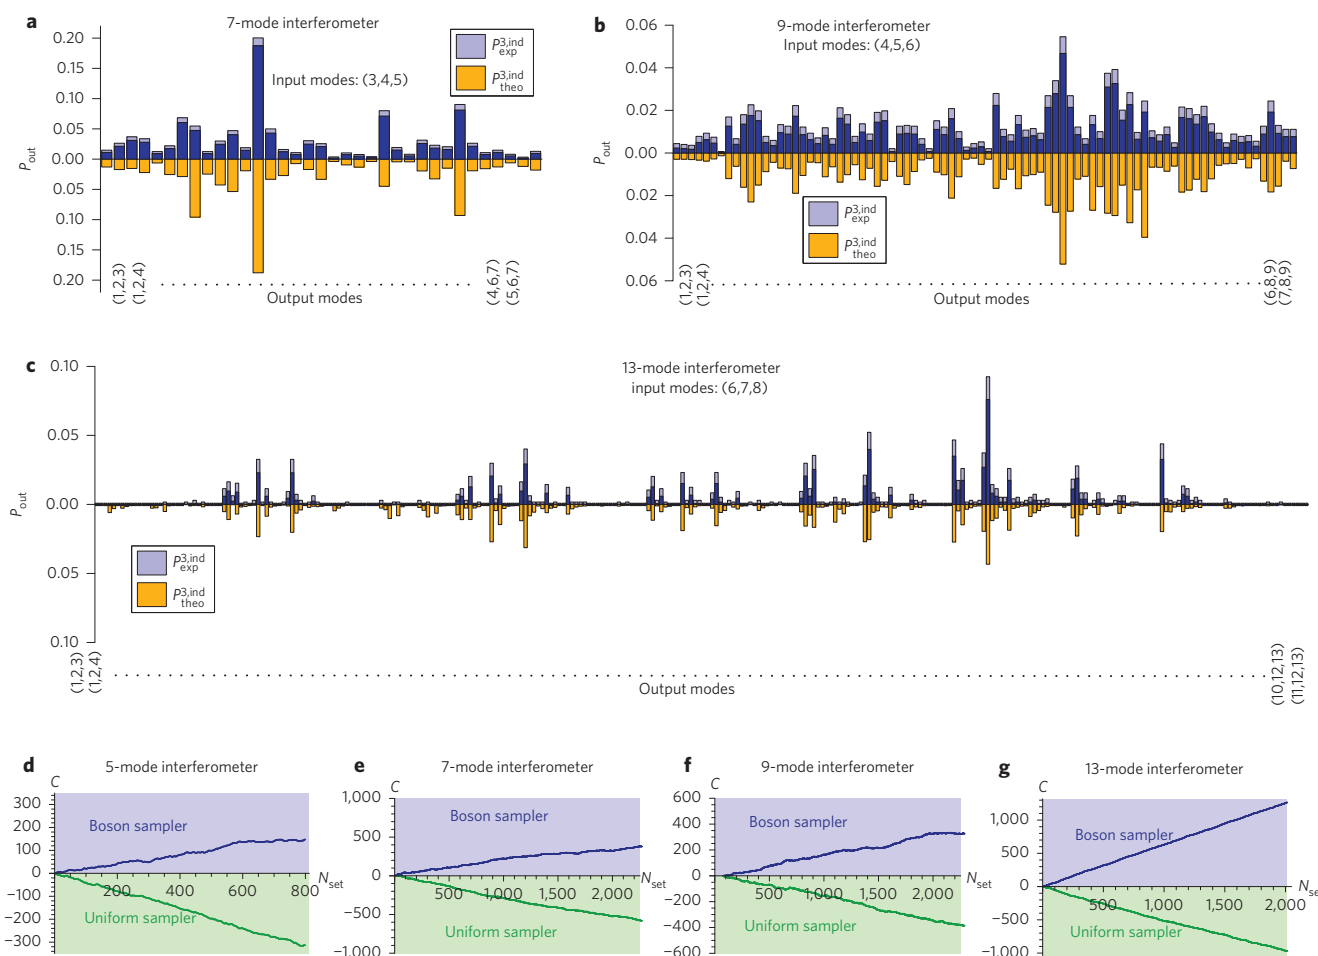 a
7-mode interferometer
Input modes: (3,4,5)
P3,ind exp
P3,ind theo
0.20
0.15
0.10
0.05
0.00
0.05
0.10
0.15
0.20
Pout
(1,2,3)
(1,2,4)
(4,6,7)
(5,6,7)
Output modes
b
9-mode interferometer
Input modes: (4,5,6)
0.06
0.04
0.02
0.00
0.02
0.04
0.06
Pout
P3,ind exp
P3,ind theo
(1,2,3)
(1,2,4)
(6,8,9)
(7,8,9)
Output modes
c
13-mode interferometer
input modes: (6,7,8)
0.10
0.05
0.00
0.05
0.10
Pout
P3,ind exp
P3,ind theo
(1,2,3)
(1,2,4)
(10,12,13)
(11,12,13)
Output modes
d
5-mode interferometer
C
300
200
100
0
−100
−200
−300
Boson sampler
Uniform sampler
200
400
600
800
Nset
e
7-mode interferometer
C
1,000
500
0
−500
−1,000
Boson sampler
Uniform sampler
500
1,000
1,500
2,000
Nset
f
9-mode interferometer
C
600
400
200
0
−200
−400
−600
Boson sampler
Uniform sampler
500
1,000
1,500
2,000
Nset
g
13-mode interferometer
C
1,000
500
0
−500
−1,000
Boson sampler
Uniform sampler
500
1,000
1,500
2,000
Nse